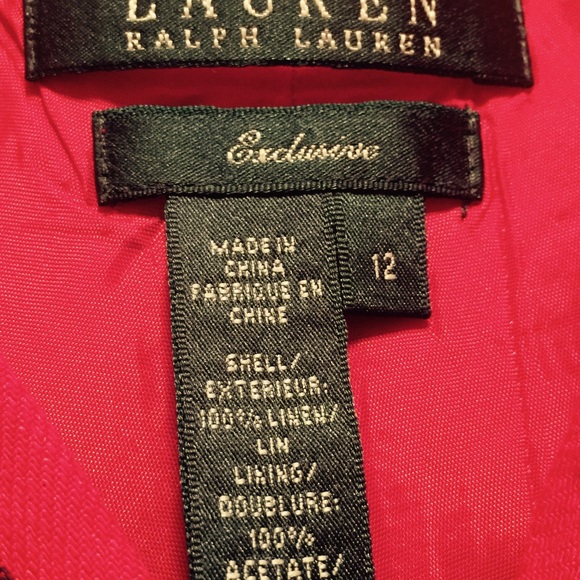 LAUREN
RALPH LAUREN
Exclusive
MADE IN
CHINA
FABRIQUE EN
CHINE
12
SHELL/
EXTERIEUR:
100% LINEN/
LIN
LINING/
DOUBLURE:
100%
ACETATE/